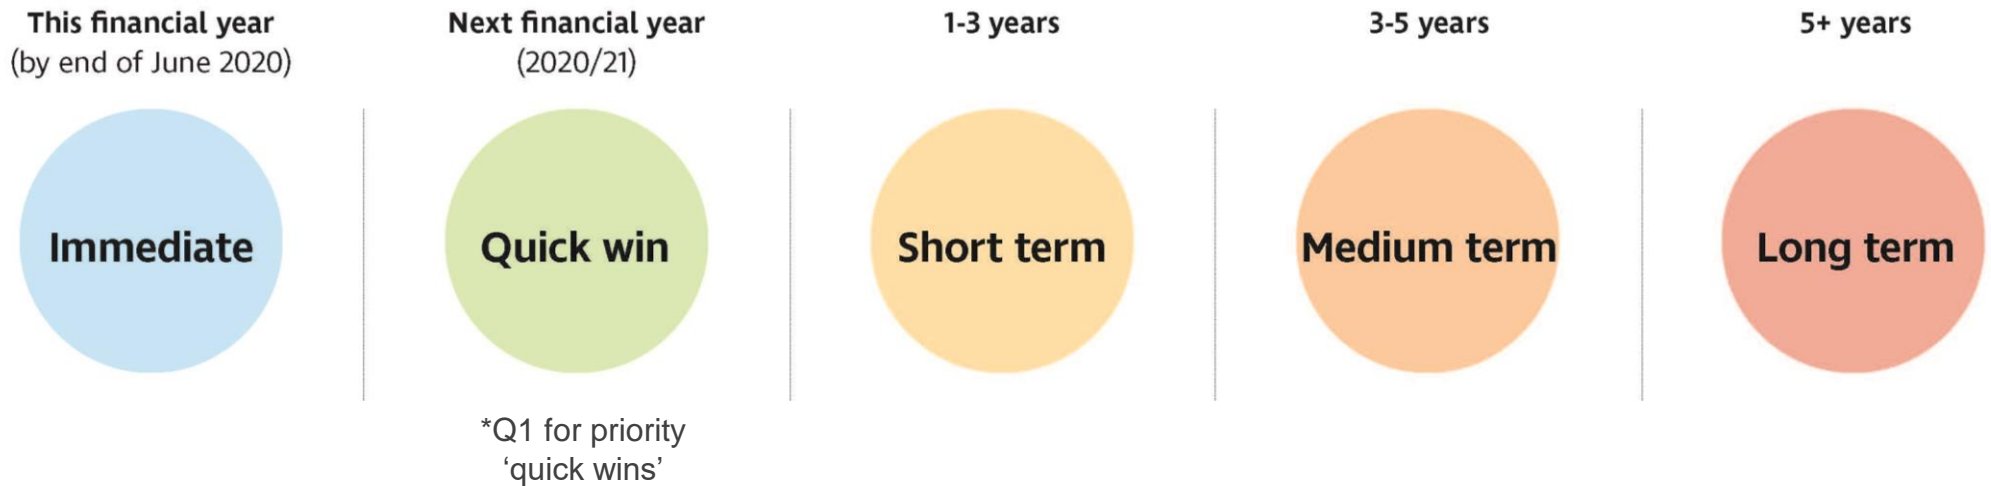 This financial year
(by end of June 2020)
Next financial year
(2020/21)
1-3 years
3-5 years
5+ years
Immediate
Quick win
Short term
Medium term
Long term
*Q1 for priority
‘quick wins’